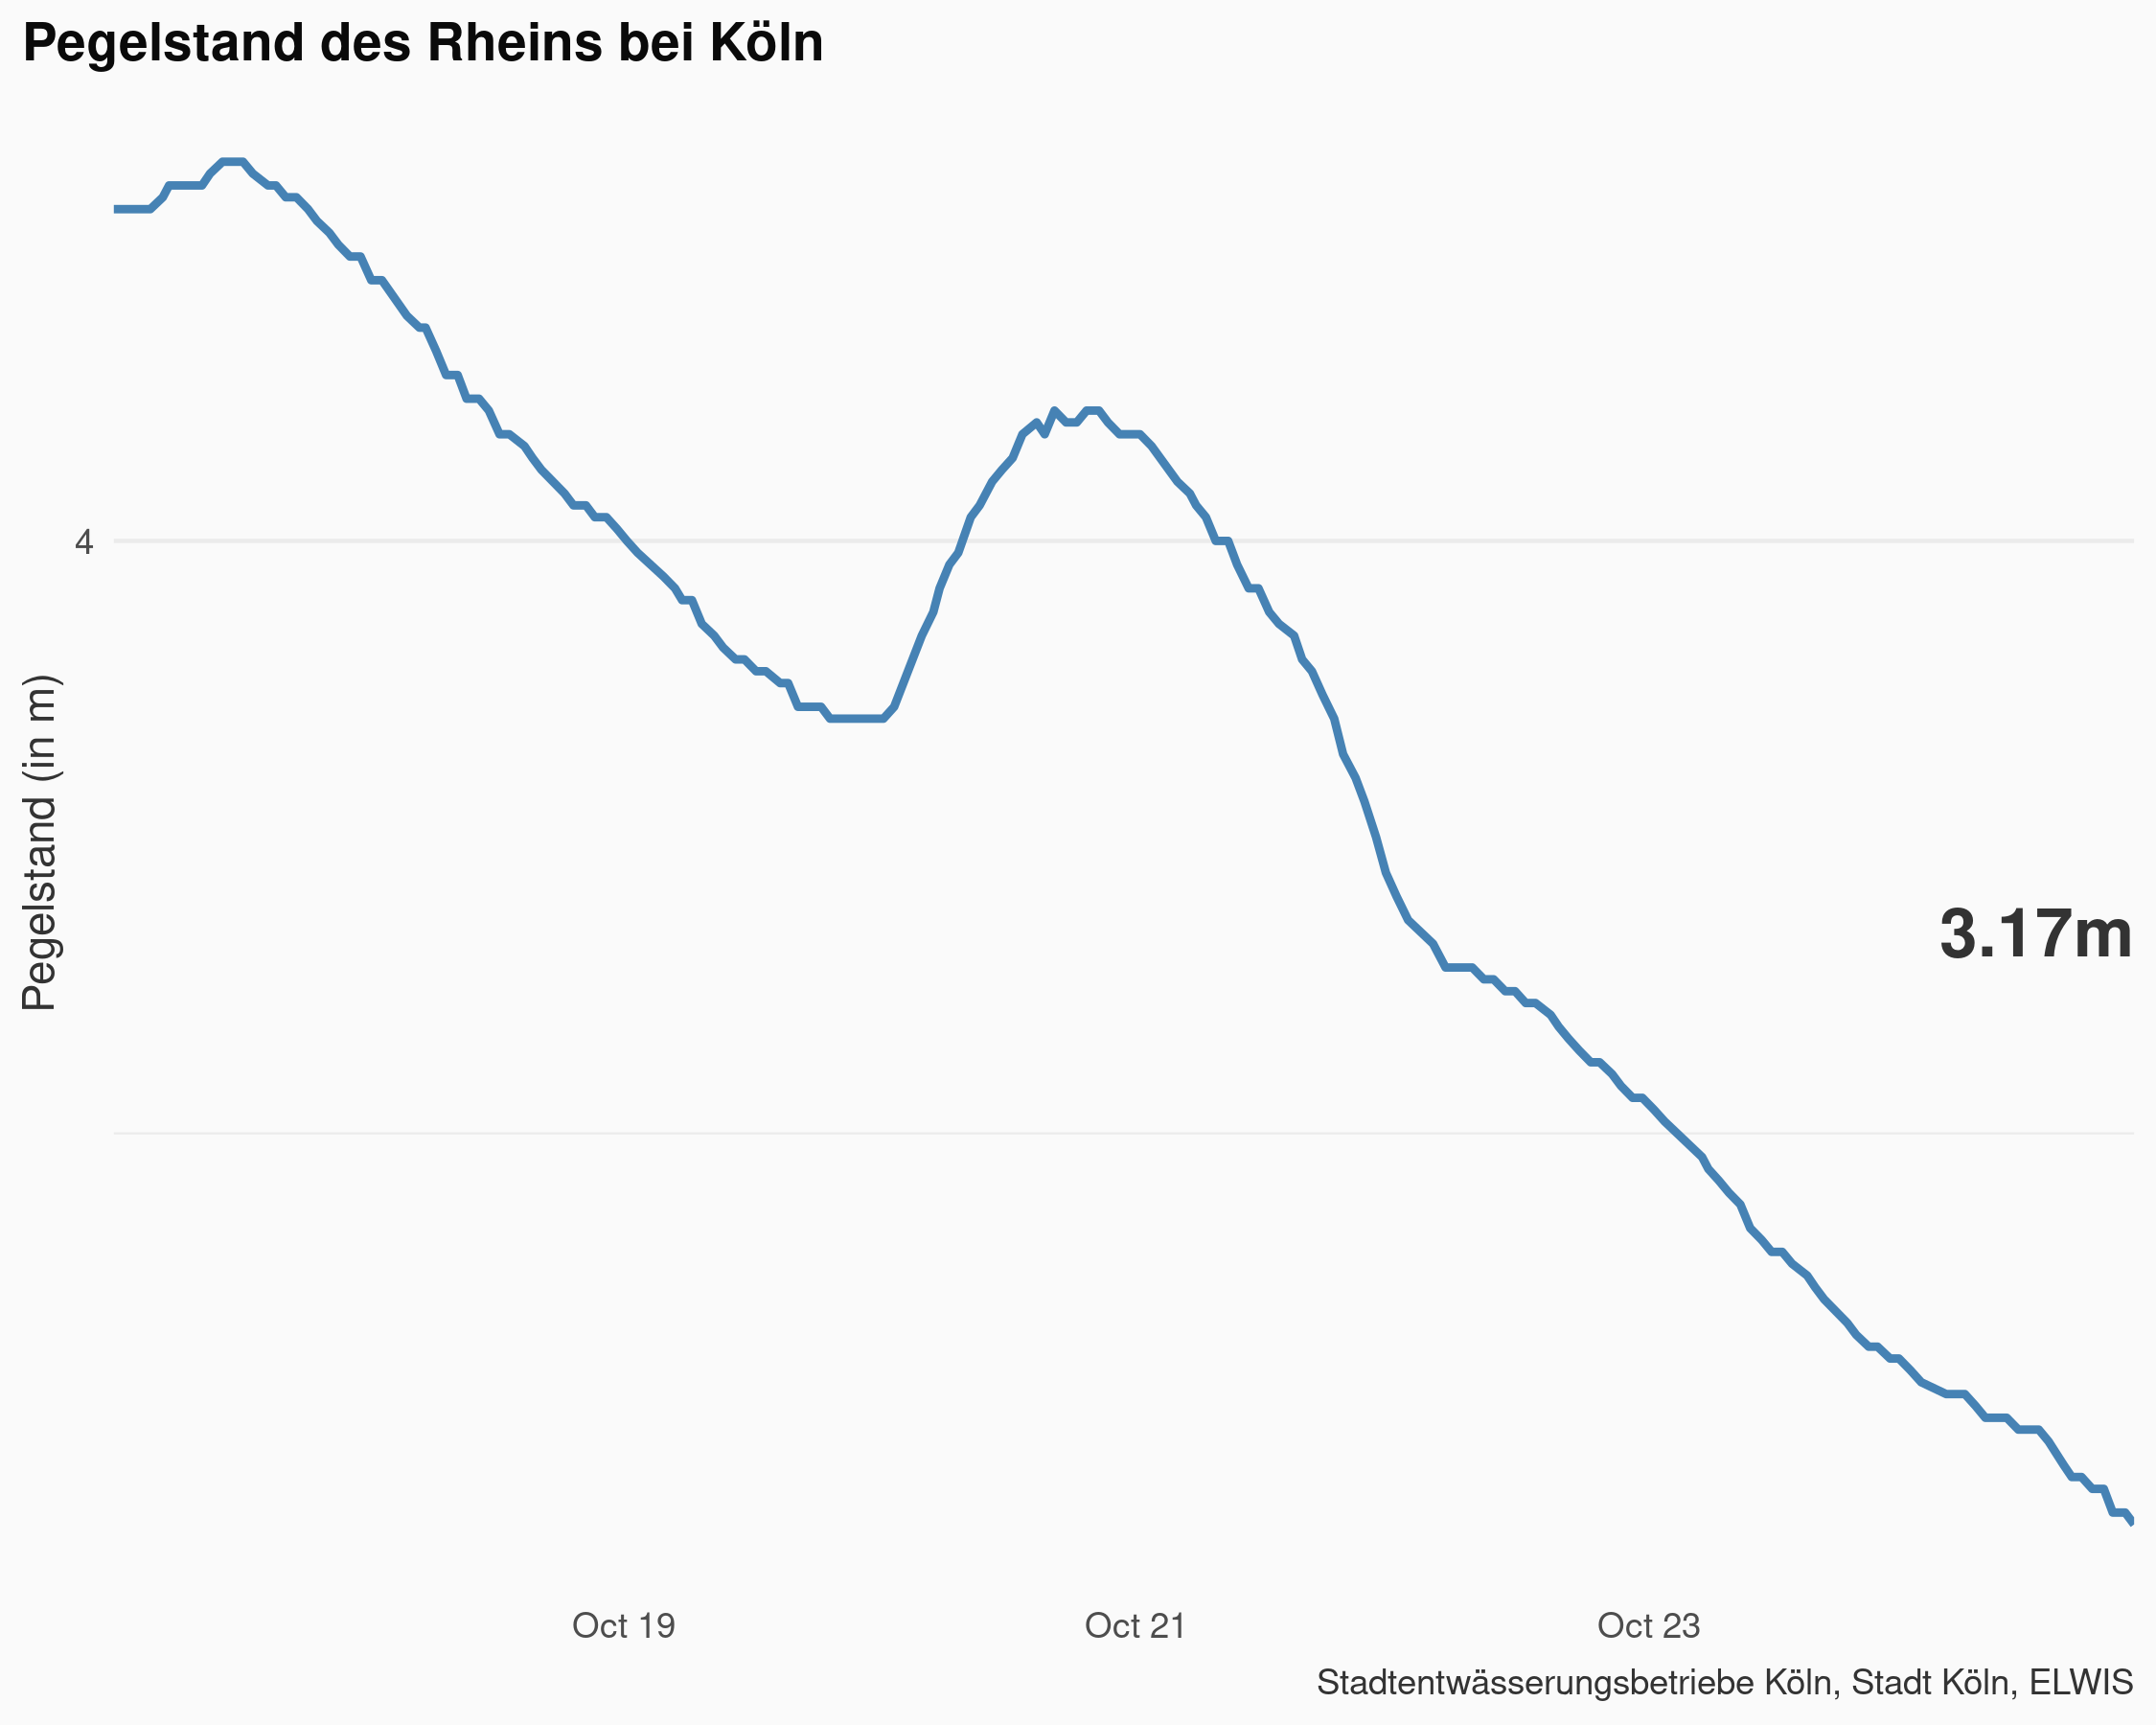 Pegelstand des Rheins bei Köln
4
Pegelstand (in m)
3.17m
Oct 19
Oct 21
Oct 23
Stadtentwässerungsbetriebe Köln, Stadt Köln, ELWIS